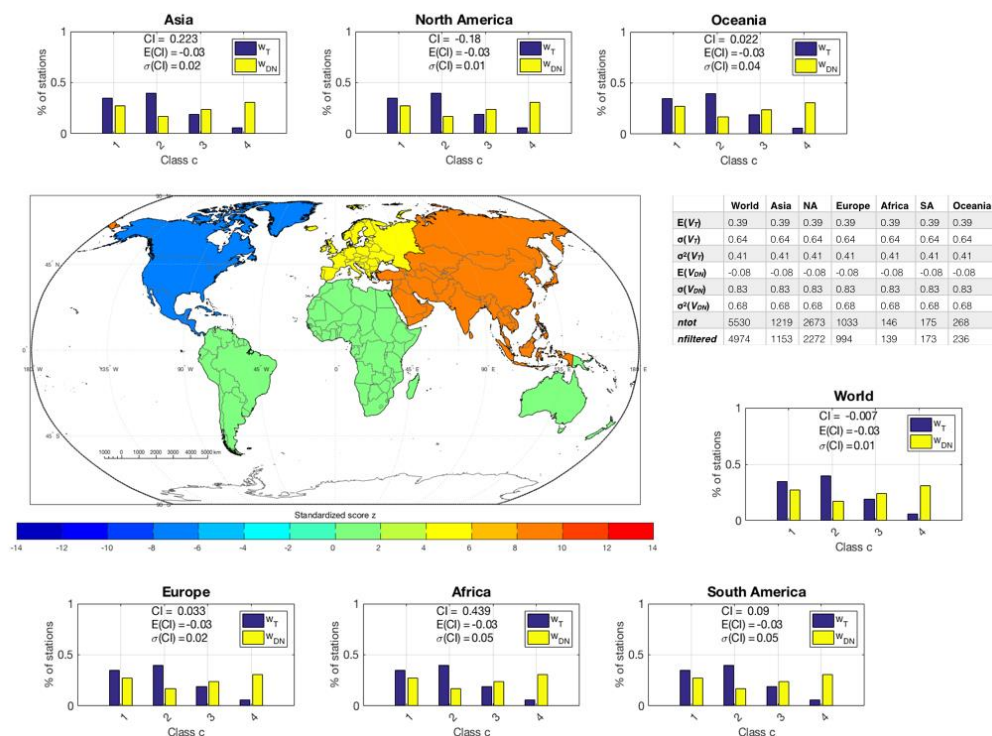 Asia
CI = 0.223
E(CI) = -0.03
σ(CI) = 0.02
w_T
w_DN
1
0.5
0
% of stations
1 2 3 4
Class c
North America
CI = -0.18
E(CI) = -0.03
σ(CI) = 0.01
w_T
w_DN
1
0.5
0
% of stations
1 2 3 4
Class c
Oceania
CI = 0.022
E(CI) = -0.03
σ(CI) = 0.04
w_T
w_DN
1
0.5
0
% of stations
1 2 3 4
Class c
45° N
0°
45° S
1000 0 1000 2000 3000 4000 5000 km
World Asia NA Europe Africa SA Oceania
E(V_T) 0.39 0.39 0.39 0.39 0.39 0.39 0.39
σ(V_T) 0.64 0.64 0.64 0.64 0.64 0.64 0.64
σ²(V_T) 0.41 0.41 0.41 0.41 0.41 0.41 0.41
E(V_DN) -0.08 -0.08 -0.08 -0.08 -0.08 -0.08 -0.08
σ(V_DN) 0.83 0.83 0.83 0.83 0.83 0.83 0.83
σ²(V_DN) 0.68 0.68 0.68 0.68 0.68 0.68 0.68
ntot 5530 1219 2673 1033 146 175 268
nfiltered 4974 1153 2272 994 139 173 236
World
CI = -0.007
E(CI) = -0.03
σ(CI) = 0.01
w_T
w_DN
1
0.5
0
% of stations
1 2 3 4
Class c
Standardized score z
-14 -12 -10 -8 -6 -4 -2 0 2 4 6 8 10 12 14
Europe
CI = 0.033
E(CI) = -0.03
σ(CI) = 0.02
w_T
w_DN
1
0.5
0
% of stations
1 2 3 4
Class c
Africa
CI = 0.439
E(CI) = -0.03
σ(CI) = 0.05
w_T
w_DN
1
0.5
0
% of stations
1 2 3 4
Class c
South America
CI = 0.09
E(CI) = -0.03
σ(CI) = 0.05
w_T
w_DN
1
0.5
0
% of stations
1 2 3 4
Class c